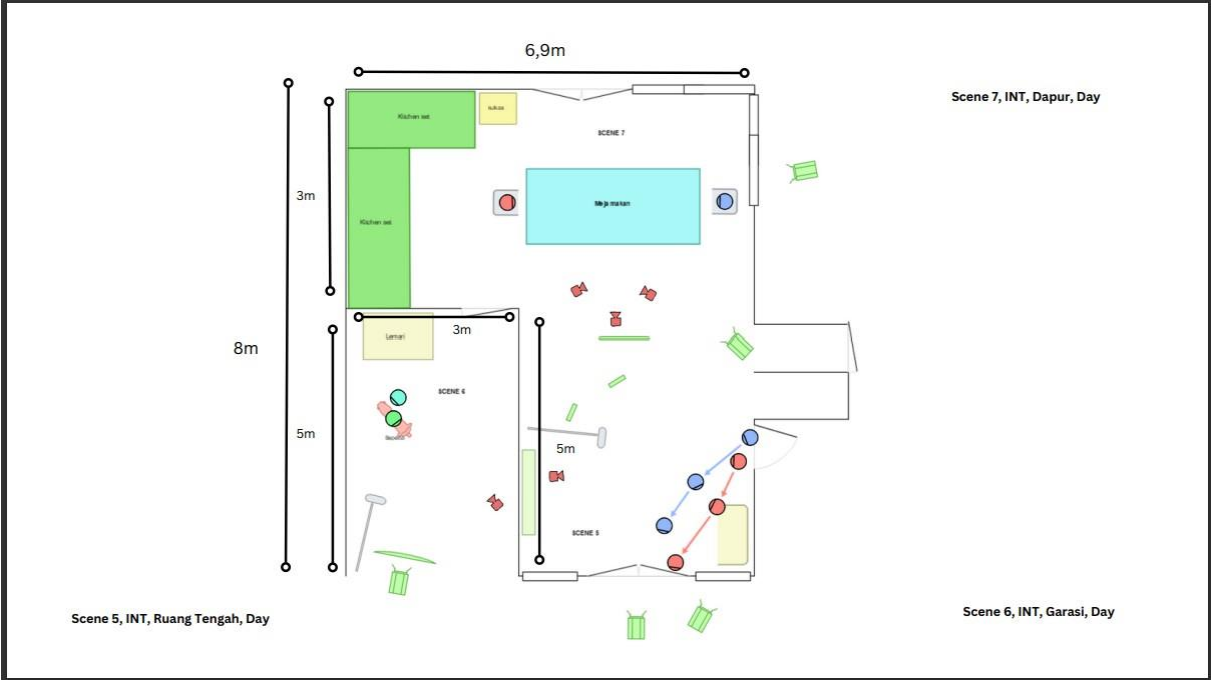 6,9m
Scene 7, INT, Dapur, Day
Kitchen set
SCENE 7
3m
Meja makan
Kitchen set
3m
Lemari
8m
SCENE 6
5m
5m
SCENE 5
Scene 5, INT, Ruang Tengah, Day
Scene 6, INT, Garasi, Day